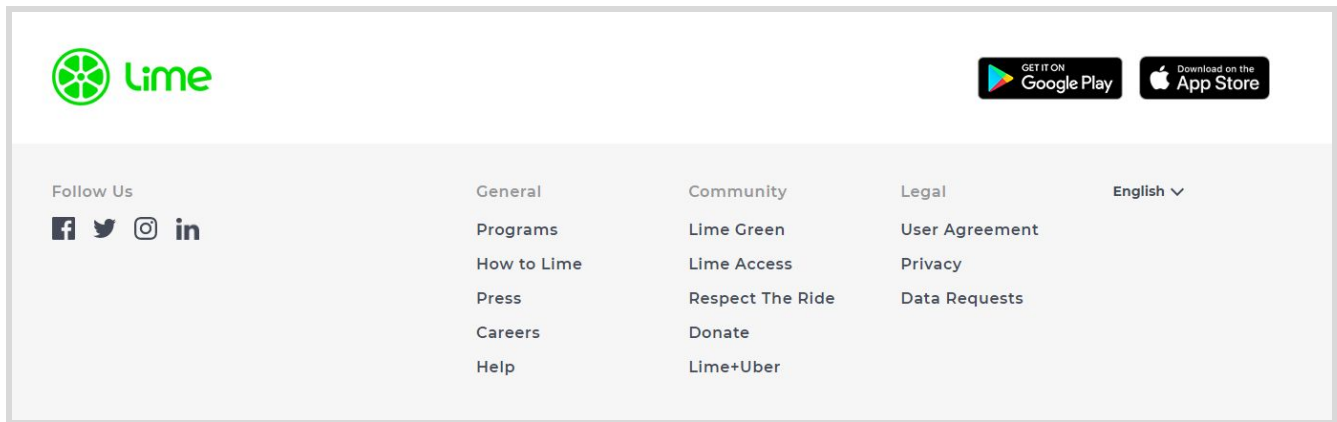 Lime
GET IT ON
Google Play
Download on the
App Store
Follow Us
General
Programs
How to Lime
Press
Careers
Help
Community
Lime Green
Lime Access
Respect The Ride
Donate
Lime+Uber
Legal
User Agreement
Privacy
Data Requests
English